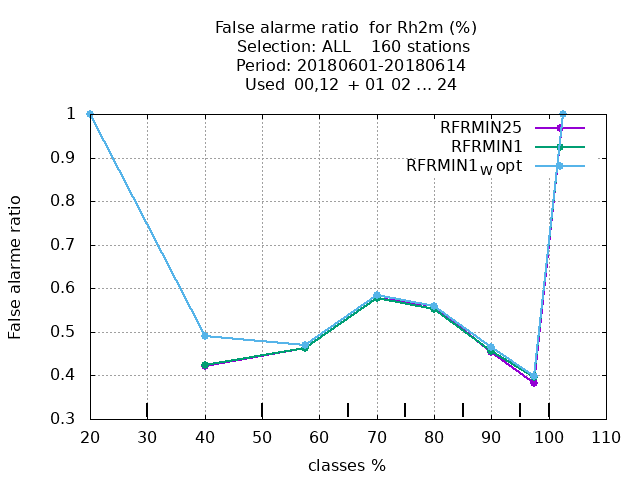 False alarme ratio  for Rh2m (%)
Selection: ALL    160 stations
Period: 20180601-20180614
Used  00,12  + 01 02 ... 24
RFRMIN25
RFRMIN1
RFRMIN1W opt
False alarme ratio
1
0.9
0.8
0.7
0.6
0.5
0.4
0.3
20 30 40 50 60 70 80 90 100 110
classes %